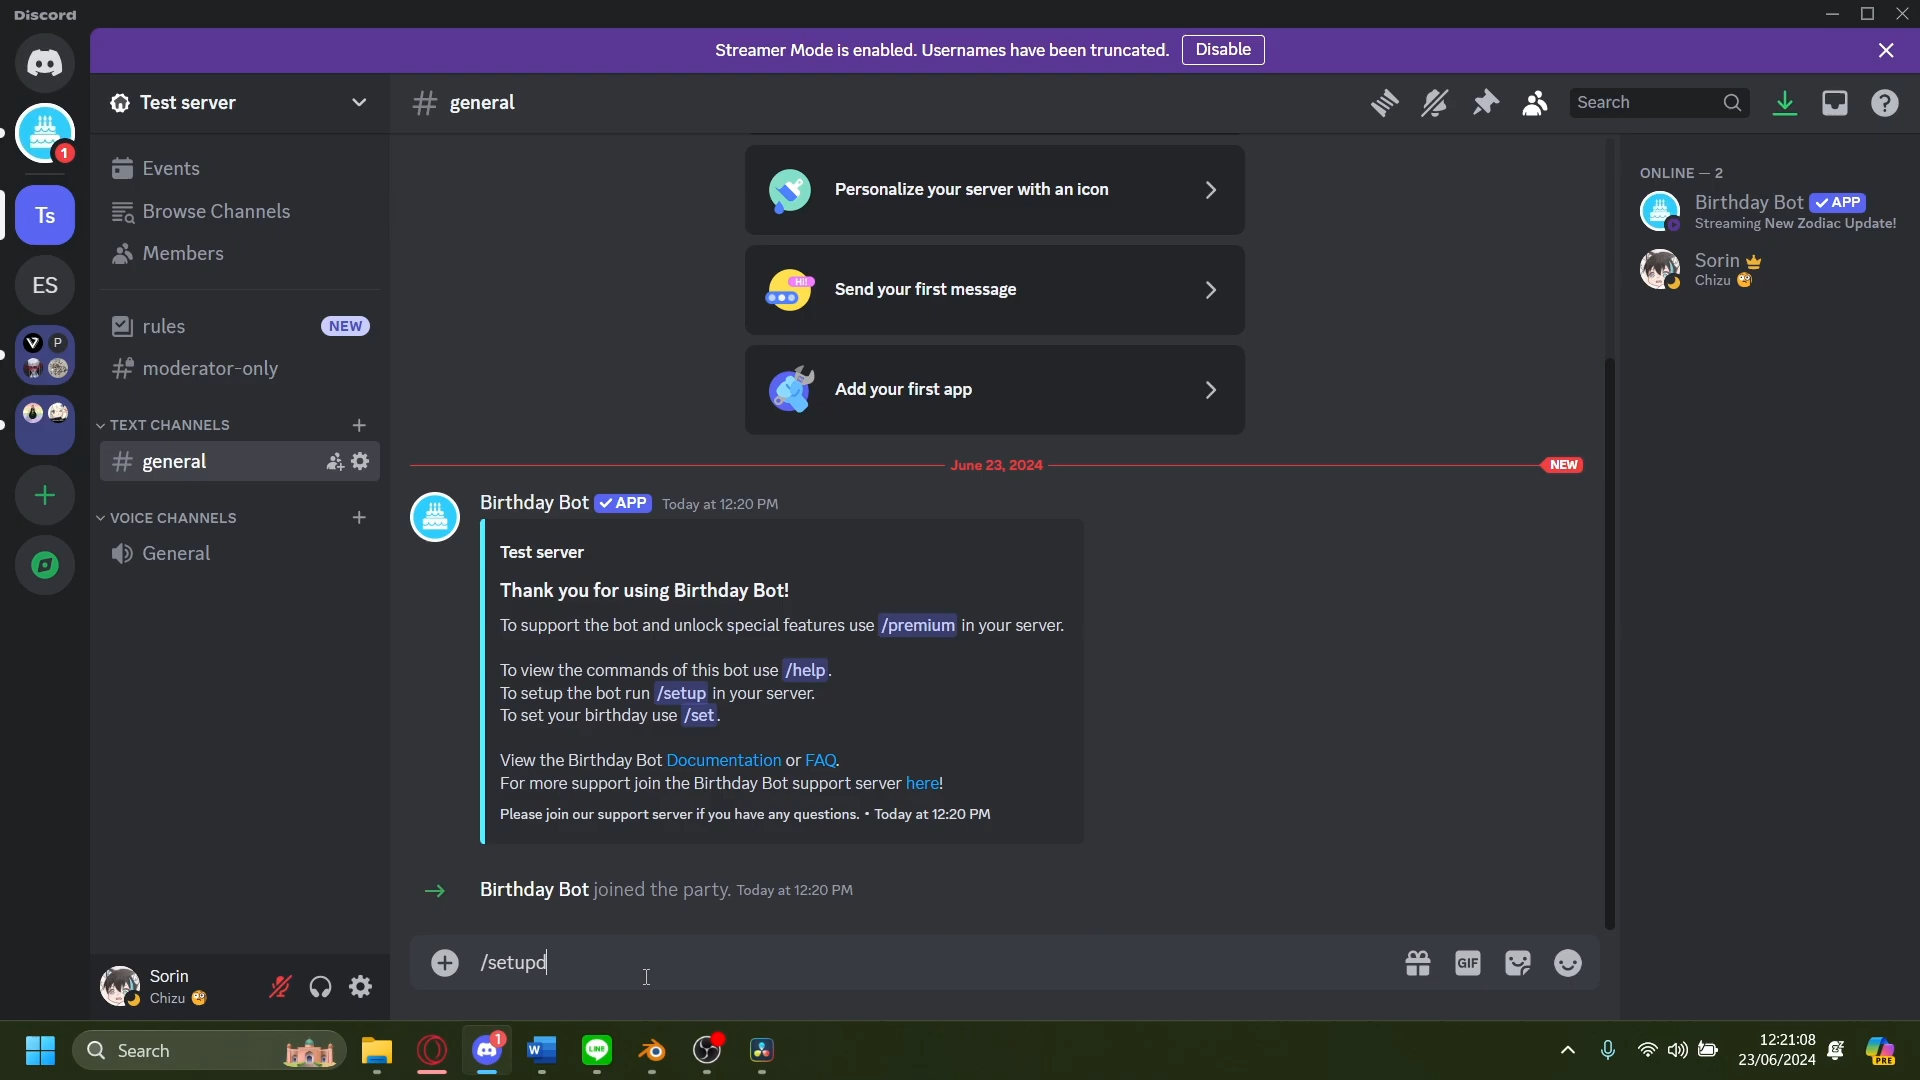 Discord
Streamer Mode is enabled. Usernames have been truncated.
Disable
Test server
general
Search
1
Ts
ES
V
P
Events
Browse Channels
Members
rules
NEW
moderator-only
TEXT CHANNELS
general
VOICE CHANNELS
General
Personalize your server with an icon
Hi!
Send your first message
Add your first app
June 23, 2024
NEW
Birthday Bot ✓ APP Today at 12:20 PM
Test server
Thank you for using Birthday Bot!
To support the bot and unlock special features use /premium in your server.
To view the commands of this bot use /help.
To setup the bot run /setup in your server.
To set your birthday use /set.
View the Birthday Bot Documentation or FAQ.
For more support join the Birthday Bot support server here!
Please join our support server if you have any questions. • Today at 12:20 PM
Birthday Bot joined the party. Today at 12:20 PM
/setupd
GIF
ONLINE — 2
Birthday Bot ✓ APP
Streaming New Zodiac Update!
Sorin
Chizu
Sorin
Chizu
Search
1
W
LINE
12:21:08
23/06/2024
PRE